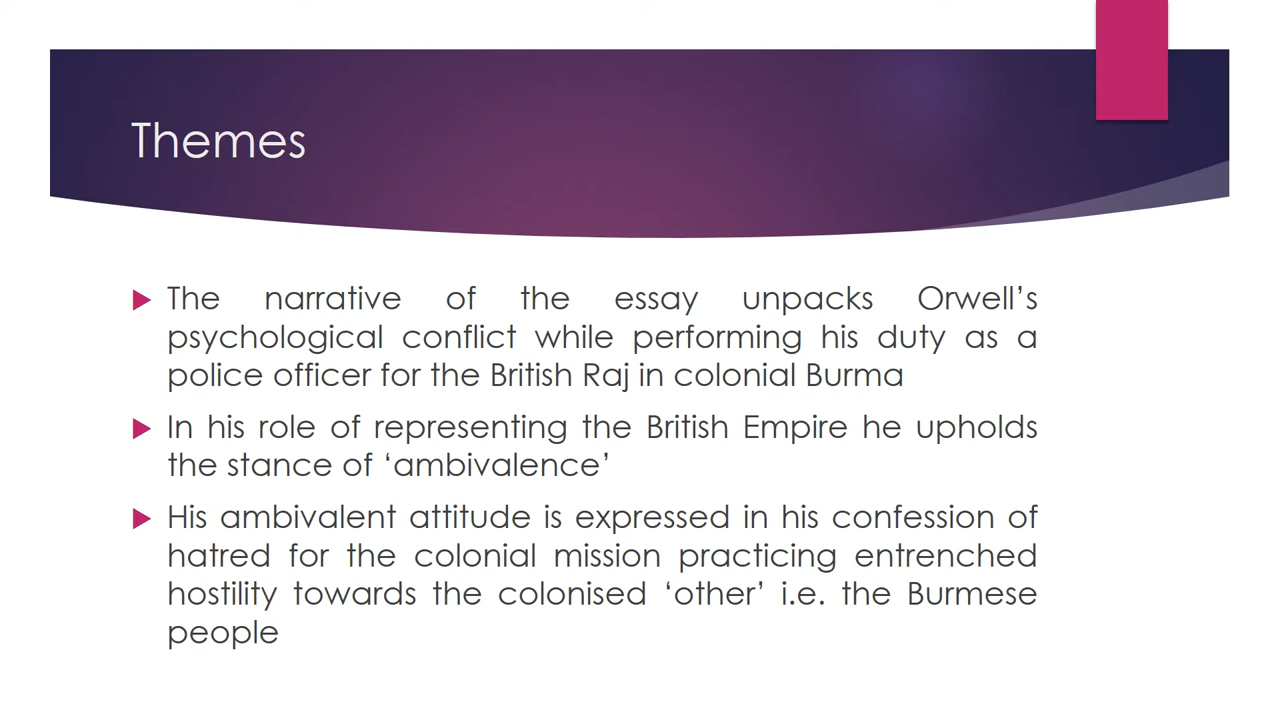 Themes
The narrative of the essay unpacks Orwell’s
psychological conflict while performing his duty as a
police officer for the British Raj in colonial Burma
In his role of representing the British Empire he upholds
the stance of ‘ambivalence’
His ambivalent attitude is expressed in his confession of
hatred for the colonial mission practicing entrenched
hostility towards the colonised ‘other’ i.e. the Burmese
people